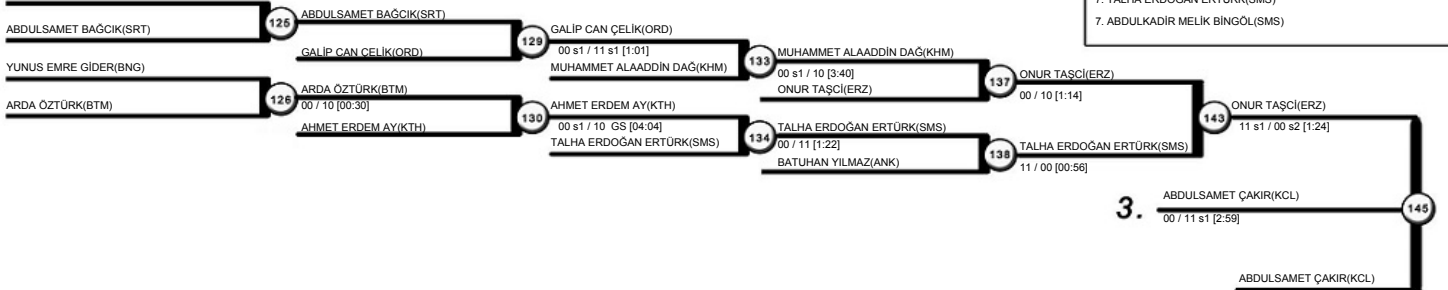 7. TALHA ERDOĞAN ERTÜRK(SMS)
7. ABDULKADİR MELİK BİNGÖL(SMS)
ABDULSAMET BAĞCIK(SRT)
125
ABDULSAMET BAĞCIK(SRT)
GALİP CAN ÇELİK(ORD)
129
GALİP CAN ÇELİK(ORD)
00 s1 / 11 s1 [1:01]
MUHAMMET ALAADDİN DAĞ(KHM)
133
MUHAMMET ALAADDİN DAĞ(KHM)
00 s1 / 10 [3:40]
ONUR TAŞCİ(ERZ)
137
ONUR TAŞCİ(ERZ)
00 / 10 [1:14]
YUNUS EMRE GİDER(BNG)
ARDA ÖZTÜRK(BTM)
126
ARDA ÖZTÜRK(BTM)
00 / 10 [00:30]
AHMET ERDEM AY(KTH)
130
AHMET ERDEM AY(KTH)
00 s1 / 10 GS [04:04]
TALHA ERDOĞAN ERTÜRK(SMS)
134
TALHA ERDOĞAN ERTÜRK(SMS)
00 / 11 [1:22]
BATUHAN YILMAZ(ANK)
138
TALHA ERDOĞAN ERTÜRK(SMS)
11 / 00 [00:56]
143
ONUR TAŞCİ(ERZ)
11 s1 / 00 s2 [1:24]
3.
ABDULSAMET ÇAKIR(KCL)
00 / 11 s1 [2:59]
145
ABDULSAMET ÇAKIR(KCL)